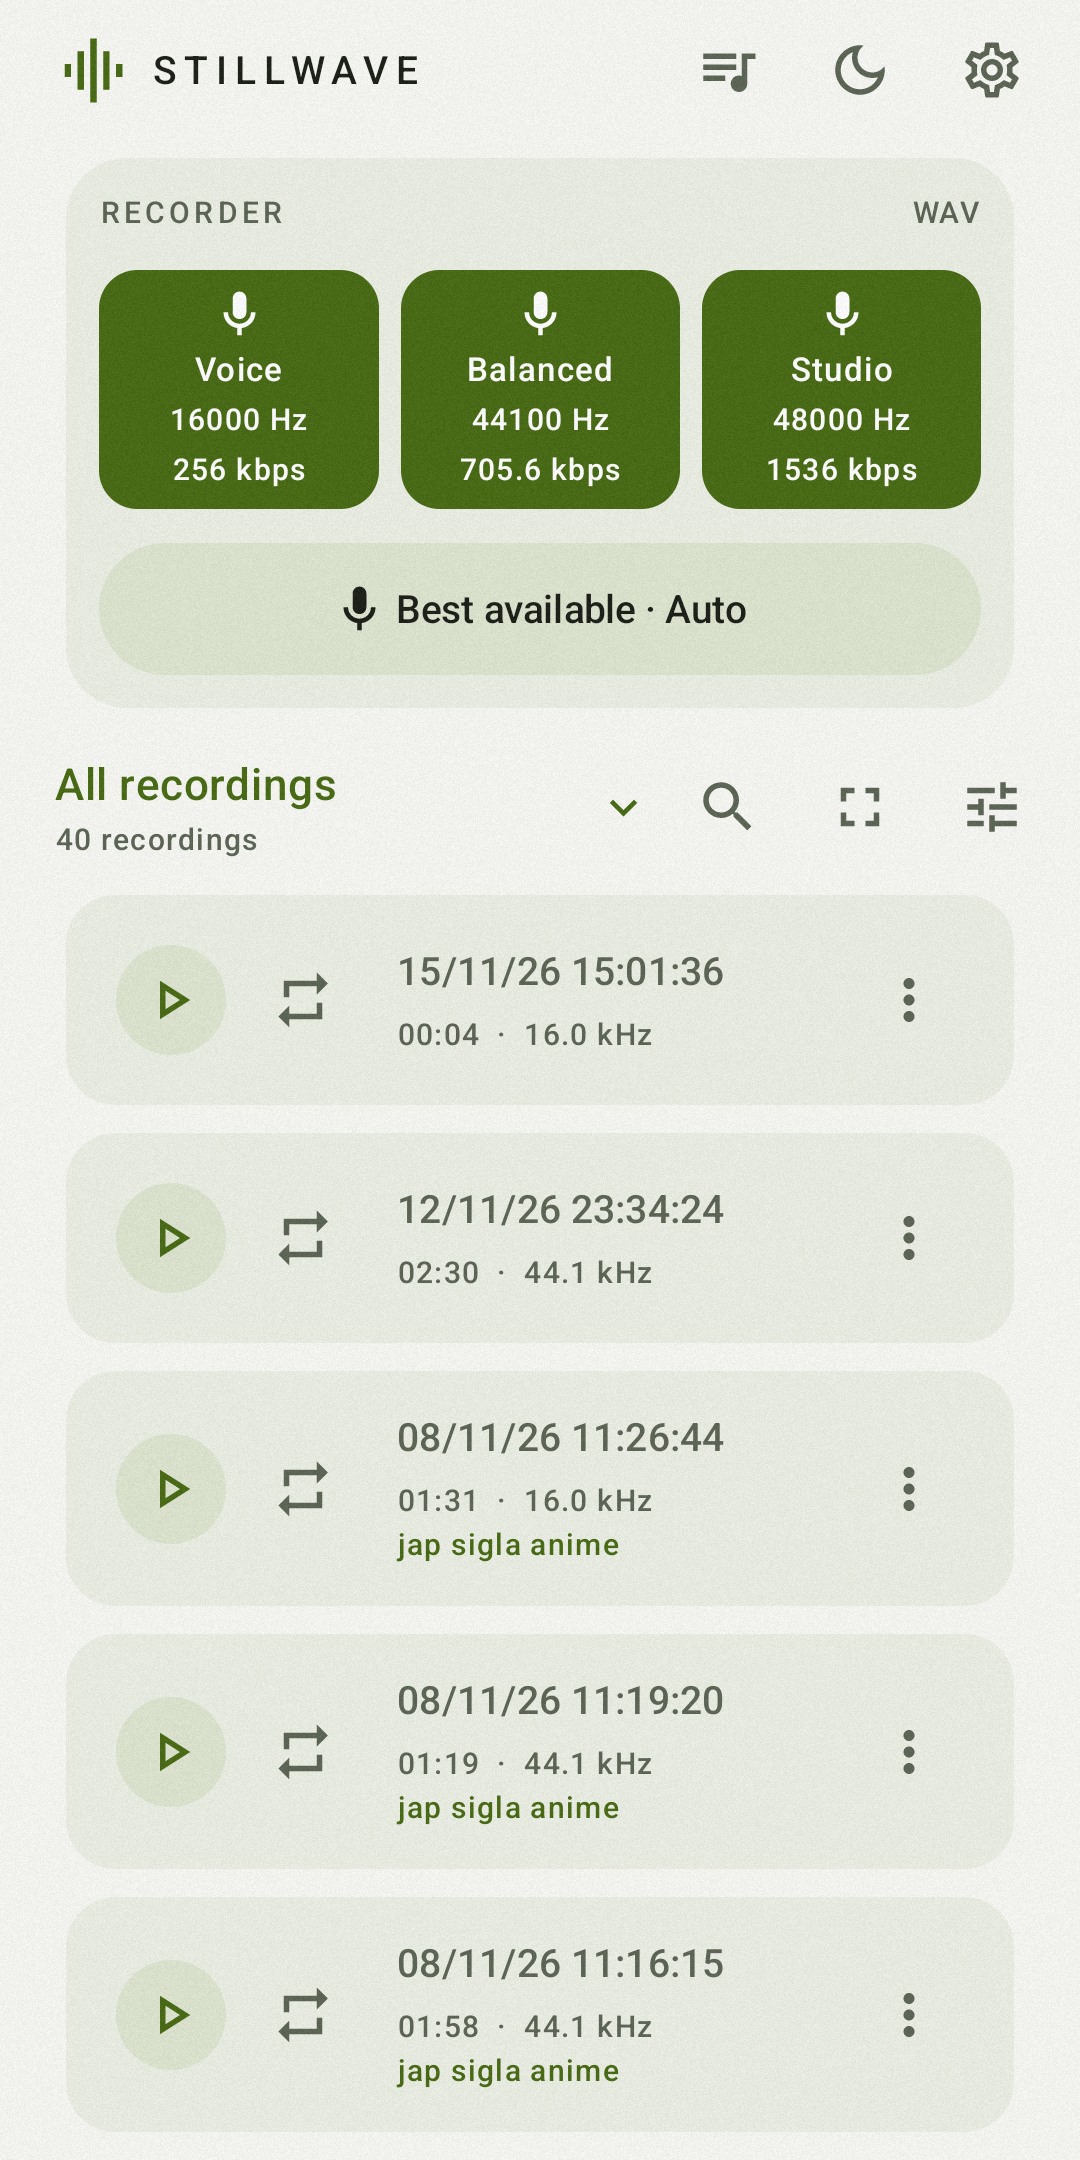 STILLWAVE
RECORDER
WAV
Voice
16000 Hz
256 kbps
Balanced
44100 Hz
705.6 kbps
Studio
48000 Hz
1536 kbps
Best available · Auto
All recordings
40 recordings
15/11/26 15:01:36
00:04 · 16.0 kHz
12/11/26 23:34:24
02:30 · 44.1 kHz
08/11/26 11:26:44
01:31 · 16.0 kHz
jap sigla anime
08/11/26 11:19:20
01:19 · 44.1 kHz
jap sigla anime
08/11/26 11:16:15
01:58 · 44.1 kHz
jap sigla anime